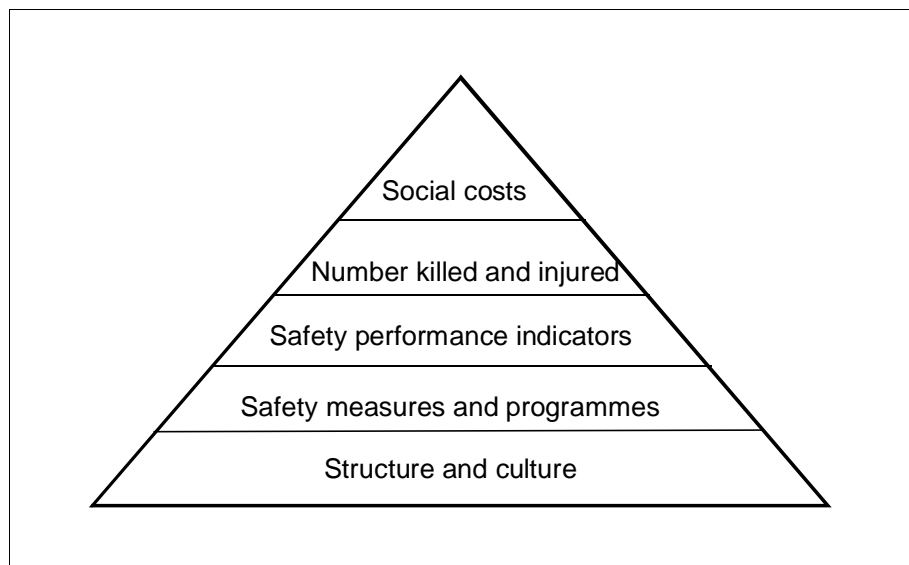 Social costs
Number killed and injured
Safety performance indicators
Safety measures and programmes
Structure and culture